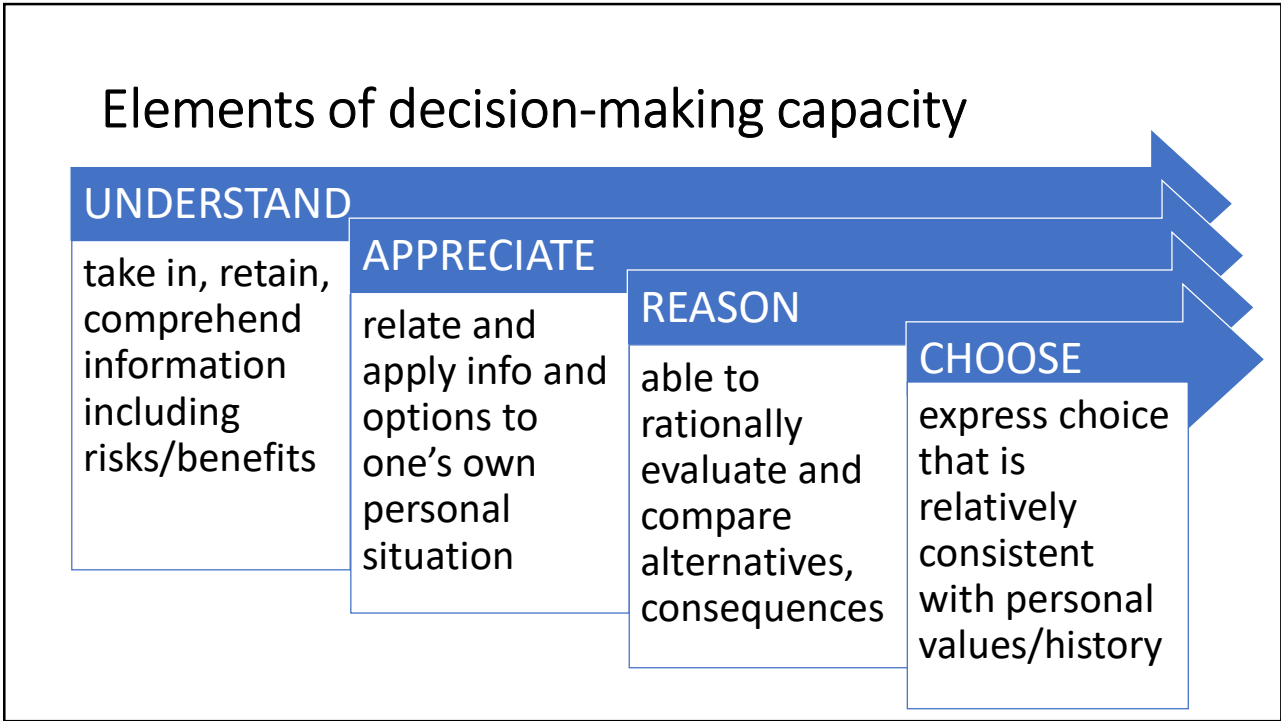 Elements of decision-making capacity
UNDERSTAND
take in, retain,
comprehend
information
including
risks/benefits
APPRECIATE
relate and
apply info and
options to
one’s own
personal
situation
REASON
able to
rationally
evaluate and
compare
alternatives,
consequences
CHOOSE
express choice
that is
relatively
consistent
with personal
values/history